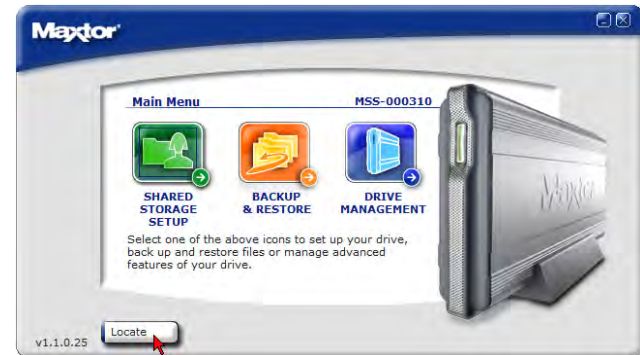 Maxtor
Main Menu
MSS-000310
SHARED
STORAGE
SETUP
BACKUP
& RESTORE
DRIVE
MANAGEMENT
Select one of the above icons to set up your drive,
back up and restore files or manage advanced
features of your drive.
Maxtor
Locate
v1.1.0.25